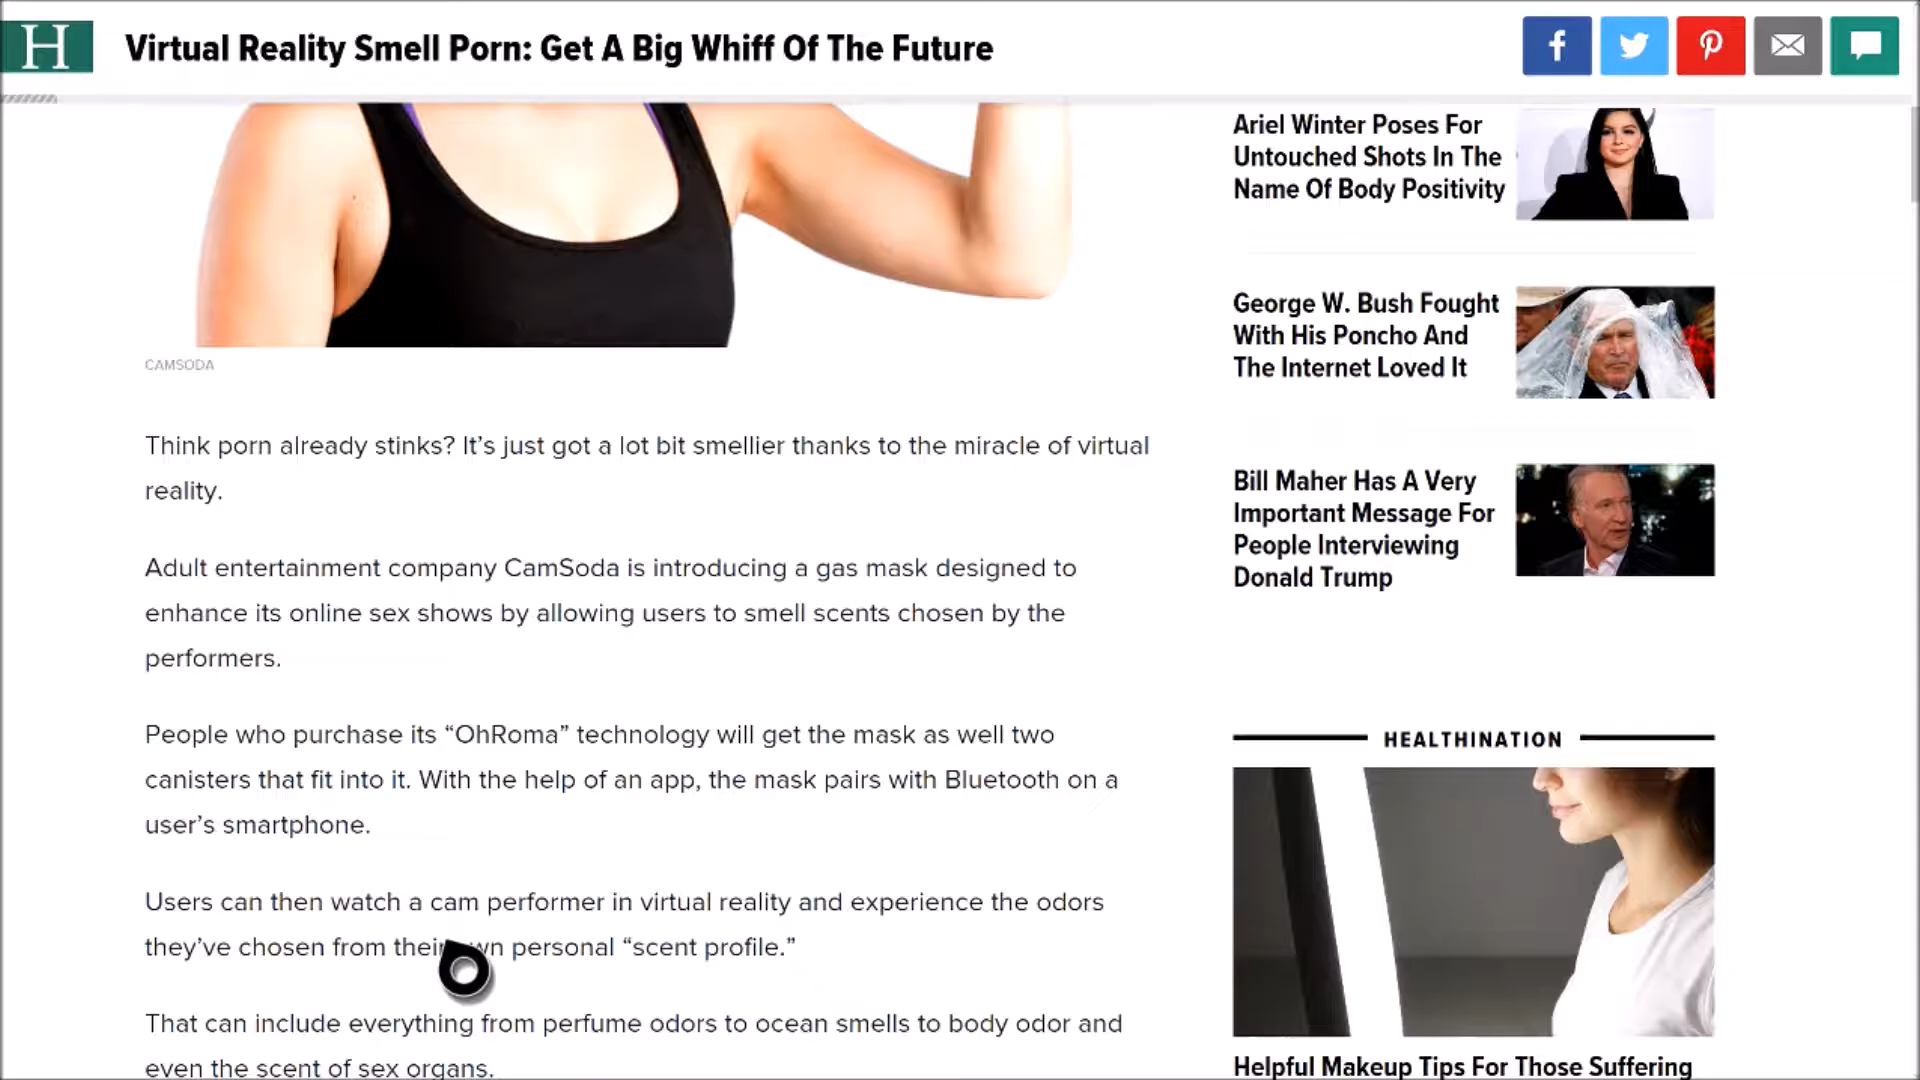 H
Virtual Reality Smell Porn: Get A Big Whiff Of The Future
CAMSODA
Think porn already stinks? It's just got a lot bit smellier thanks to the miracle of virtual
reality.
Adult entertainment company CamSoda is introducing a gas mask designed to
enhance its online sex shows by allowing users to smell scents chosen by the
performers.
People who purchase its “OhRoma” technology will get the mask as well two
canisters that fit into it. With the help of an app, the mask pairs with Bluetooth on a
user's smartphone.
Users can then watch a cam performer in virtual reality and experience the odors
they've chosen from their personal “scent profile.”
That can include everything from perfume odors to ocean smells to body odor and
even the scent of sex organs.
Ariel Winter Poses For
Untouched Shots In The
Name Of Body Positivity
George W. Bush Fought
With His Poncho And
The Internet Loved It
Bill Maher Has A Very
Important Message For
People Interviewing
Donald Trump
HEALTHINATION
Helpful Makeup Tips For Those Suffering